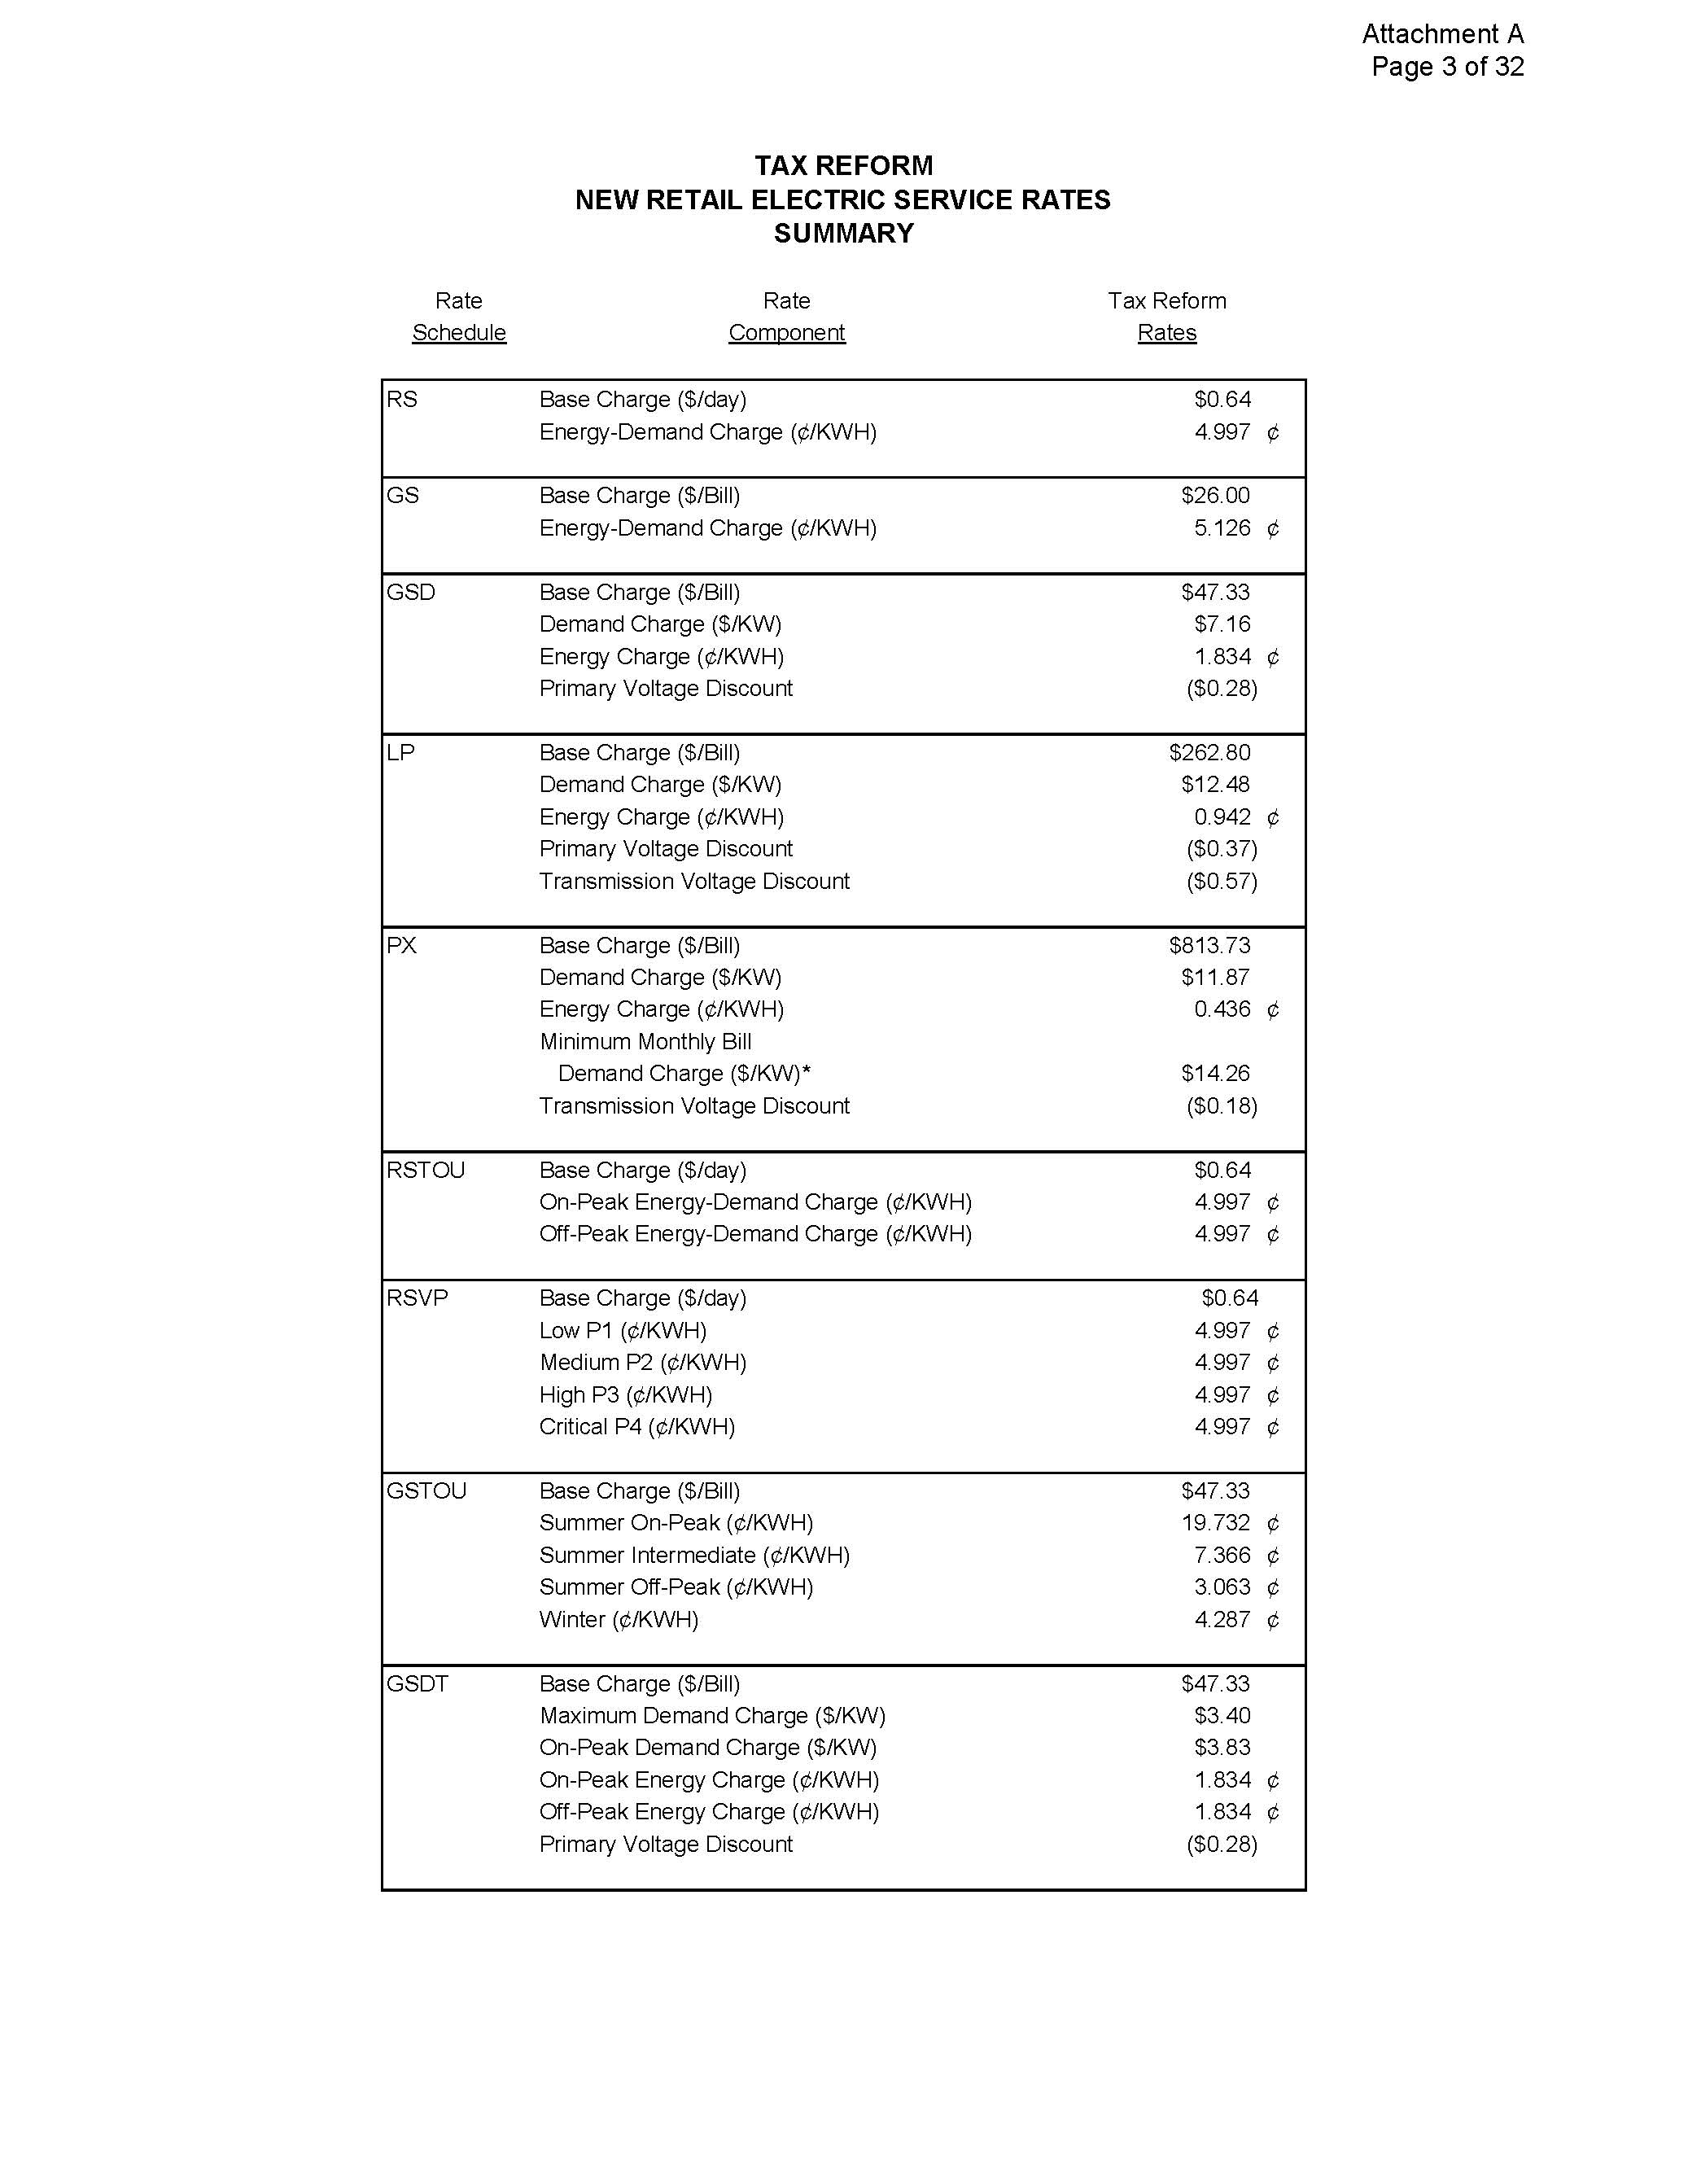 Attachment A
Page 3 of 32
TAX REFORM
NEW RETAIL ELECTRIC SERVICE RATES
SUMMARY
Rate Rate Tax Reform
Schedule Component Rates
RS Base Charge ($/day) $0.64
Energy-Demand Charge (¢/KWH) 4.997 ¢
GS Base Charge ($/Bill) $26.00
Energy-Demand Charge (¢/KWH) 5.126 ¢
GSD Base Charge ($/Bill) $47.33
Demand Charge ($/KW) $7.16
Energy Charge (¢/KWH) 1.834 ¢
Primary Voltage Discount ($0.28)
LP Base Charge ($/Bill) $262.80
Demand Charge ($/KW) $12.48
Energy Charge (¢/KWH) 0.942 ¢
Primary Voltage Discount ($0.37)
Transmission Voltage Discount ($0.57)
PX Base Charge ($/Bill) $813.73
Demand Charge ($/KW) $11.87
Energy Charge (¢/KWH) 0.436 ¢
Minimum Monthly Bill
Demand Charge ($/KW)* $14.26
Transmission Voltage Discount ($0.18)
RSTOU Base Charge ($/day) $0.64
On-Peak Energy-Demand Charge (¢/KWH) 4.997 ¢
Off-Peak Energy-Demand Charge (¢/KWH) 4.997 ¢
RSVP Base Charge ($/day) $0.64
Low P1 (¢/KWH) 4.997 ¢
Medium P2 (¢/KWH) 4.997 ¢
High P3 (¢/KWH) 4.997 ¢
Critical P4 (¢/KWH) 4.997 ¢
GSTOU Base Charge ($/Bill) $47.33
Summer On-Peak (¢/KWH) 19.732 ¢
Summer Intermediate (¢/KWH) 7.366 ¢
Summer Off-Peak (¢/KWH) 3.063 ¢
Winter (¢/KWH) 4.287 ¢
GSDT Base Charge ($/Bill) $47.33
Maximum Demand Charge ($/KW) $3.40
On-Peak Demand Charge ($/KW) $3.83
On-Peak Energy Charge (¢/KWH) 1.834 ¢
Off-Peak Energy Charge (¢/KWH) 1.834 ¢
Primary Voltage Discount ($0.28)